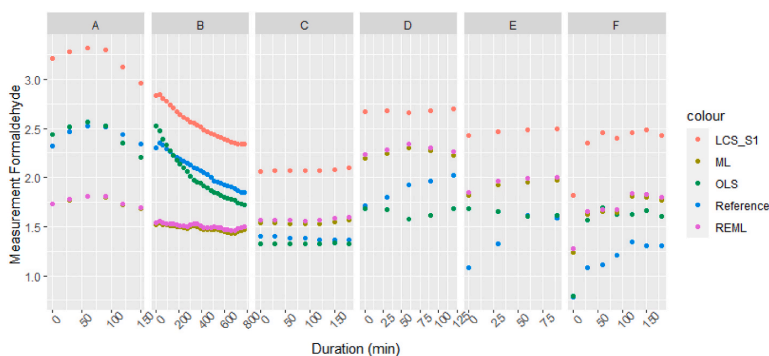 A B C D E F
Measurement Formaldehyde
3.0
2.5
2.0
1.5
1.0
0 50 100 150 0 200 400 600 800 0 50 100 150 0 25 50 75 100 125 0 25 50 75 0 50 100 150
Duration (min)
colour
LCS_S1
ML
OLS
Reference
REML